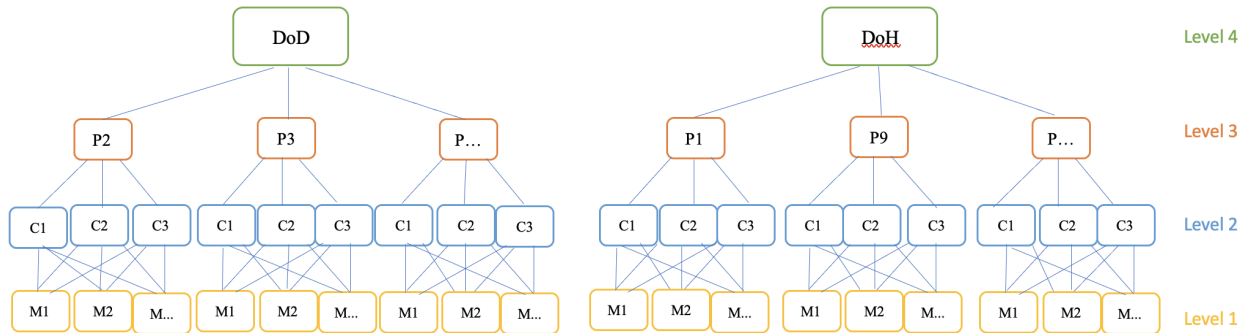 DoD DoH Level 4
P2 P3 P... P1 P9 P... Level 3
C1 C2 C3 C1 C2 C3 C1 C2 C3 C1 C2 C3 C1 C2 C3 C1 C2 C3 Level 2
M1 M2 M... M1 M2 M... M1 M2 M... M1 M2 M... M1 M2 M... M1 M2 M... Level 1